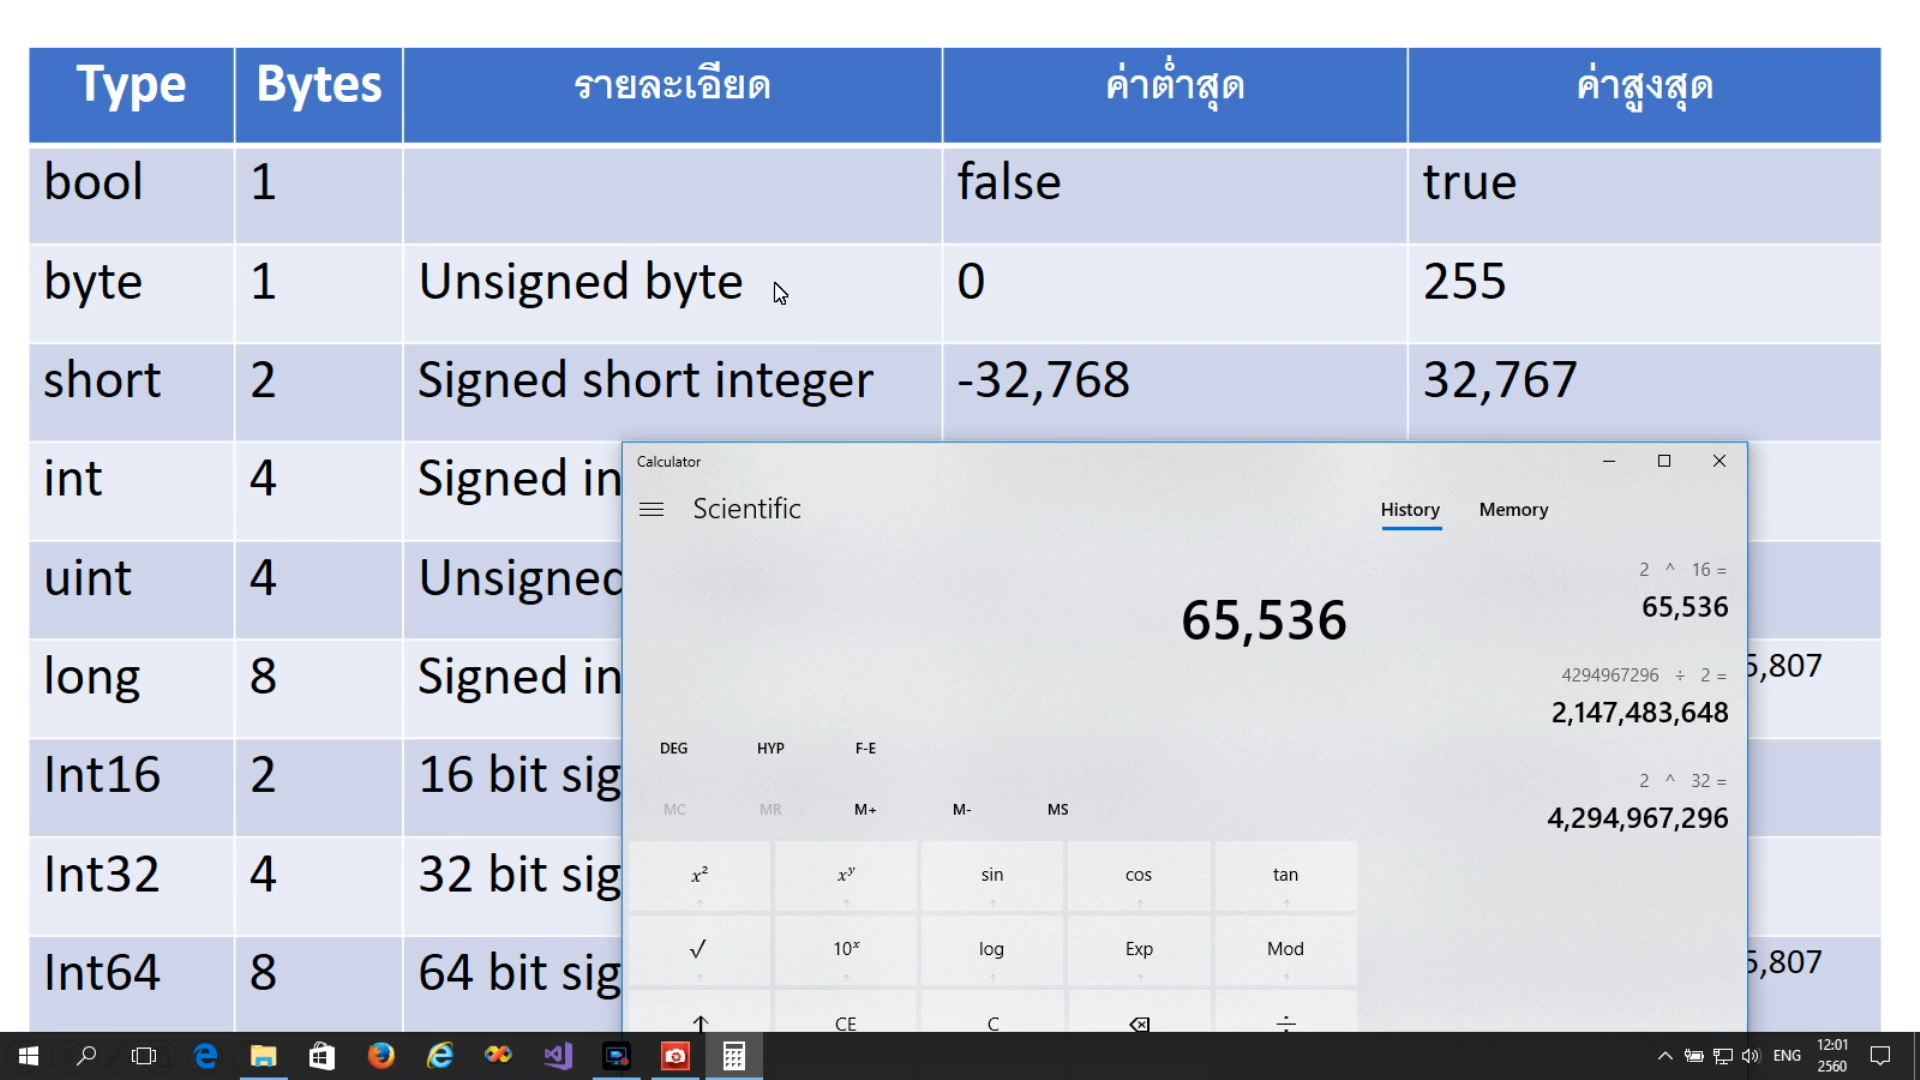 Type Bytes รายละเอียด ค่าต่ำสุด ค่าสูงสุด
bool 1 false true
byte 1 Unsigned byte 0 255
short 2 Signed short integer -32,768 32,767
int 4 Signed in
uint 4 Unsigned
long 8 Signed in 5,807
Int16 2 16 bit sig
Int32 4 32 bit sig
Int64 8 64 bit sig 5,807
Calculator
Scientific
History Memory
65,536
2 ^ 16 =
65,536
4294967296 ÷ 2 =
2,147,483,648
2 ^ 32 =
4,294,967,296
DEG HYP F-E
MC MR M+ M- MS
x² xʸ sin cos tan
√ 10ˣ log Exp Mod
↑ CE C ÷
ENG
12:01
2560